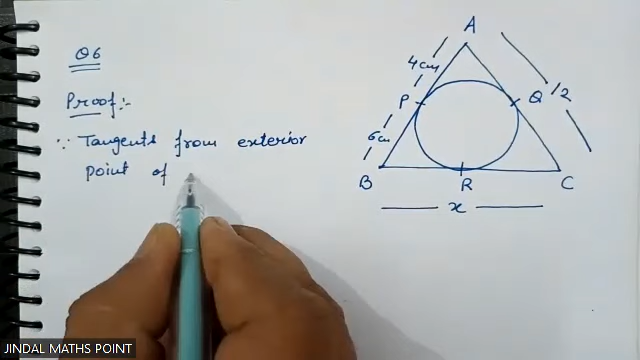 Q6
Proof:-
∵ Tangents from exterior
point of
A
4cm
P
Q
12
6cm
B
R
C
x
JINDAL MATHS POINT